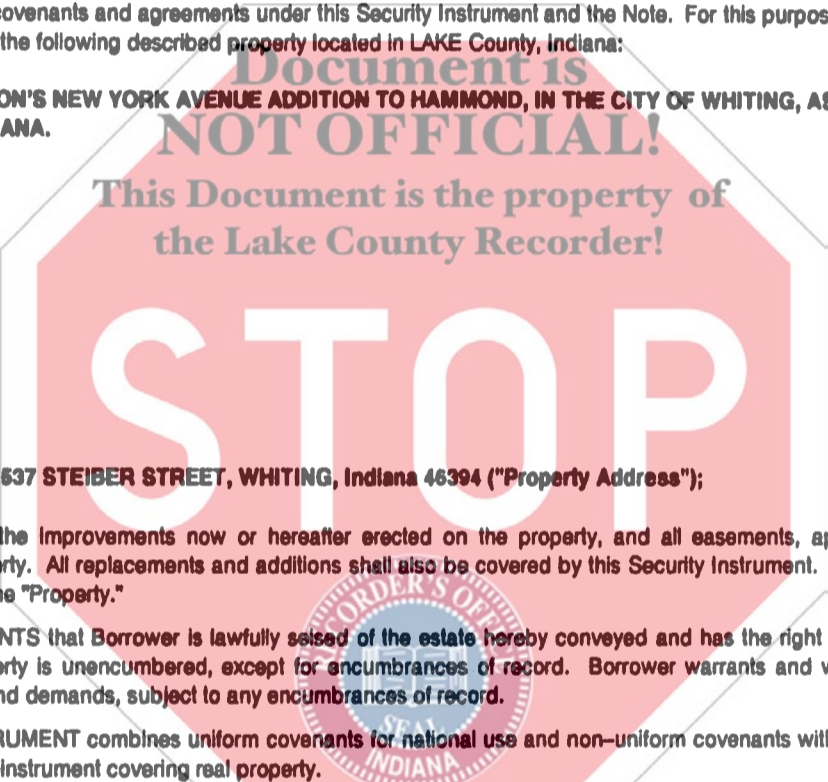 ovenants and agreements under this Security Instrument and the Note. For this purpos
the following described property located in LAKE County, Indiana:
Document is
ON'S NEW YORK AVENUE ADDITION TO HAMMOND, IN THE CITY OF WHITING, AS
ANA.
NOT OFFICIAL!
This Document is the property of
the Lake County Recorder!
STOP
537 STEIBER STREET, WHITING, Indiana 46394 ("Property Address");
the improvements now or hereafter erected on the property, and all easements, ap
rty. All replacements and additions shall also be covered by this Security Instrument.
ne "Property."
RECORDER'S OFFICE
NTS that Borrower is lawfully seised of the estate hereby conveyed and has the right
rty is unencumbered, except for encumbrances of record. Borrower warrants and w
nd demands, subject to any encumbrances of record.
SEAL
RUMENT combines uniform covenants for national use and non-uniform covenants with
INDIANA
instrument covering real property.